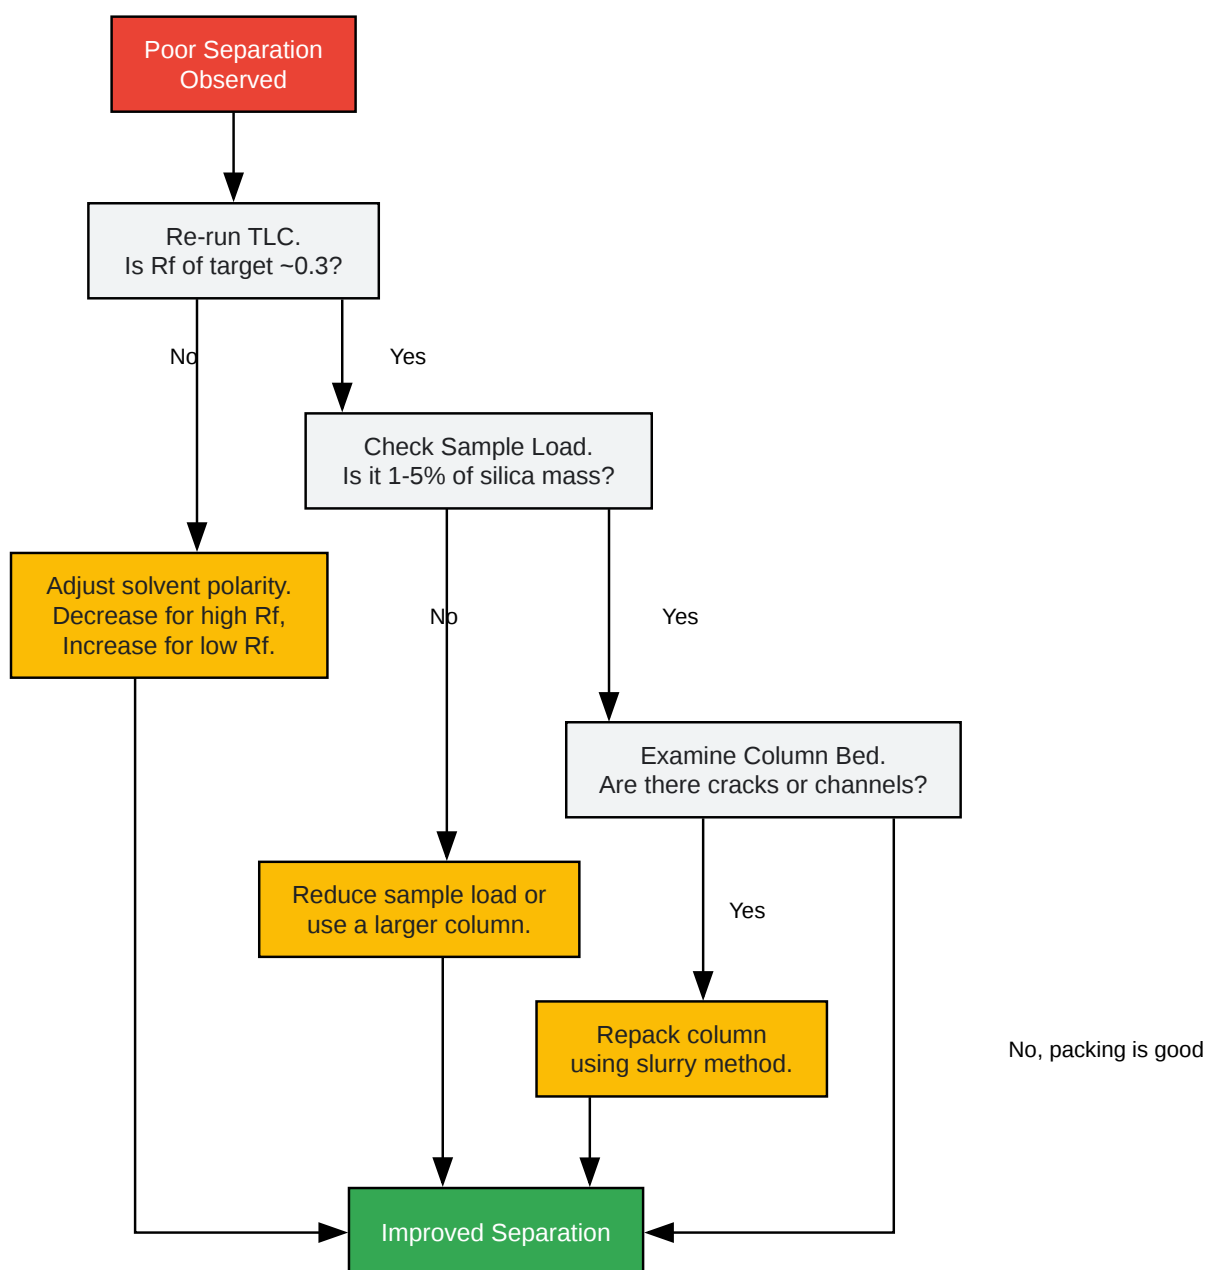 Poor Separation
Observed
Re-run TLC.
Is Rf of target ~0.3?
No
Yes
Check Sample Load.
Is it 1-5% of silica mass?
Adjust solvent polarity.
Decrease for high Rf,
Increase for low Rf.
No
Yes
Examine Column Bed.
Are there cracks or channels?
Reduce sample load or
use a larger column.
Yes
Repack column
using slurry method.
No, packing is good
Improved Separation